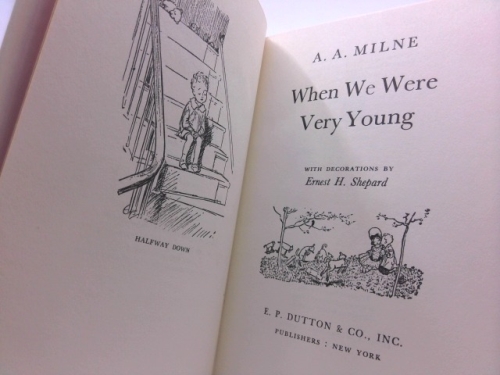 HALFWAY DOWN
A. A. MILNE
When We Were
Very Young
WITH DECORATIONS BY
Ernest H. Shepard
E. P. DUTTON & CO., INC.
PUBLISHERS : NEW YORK